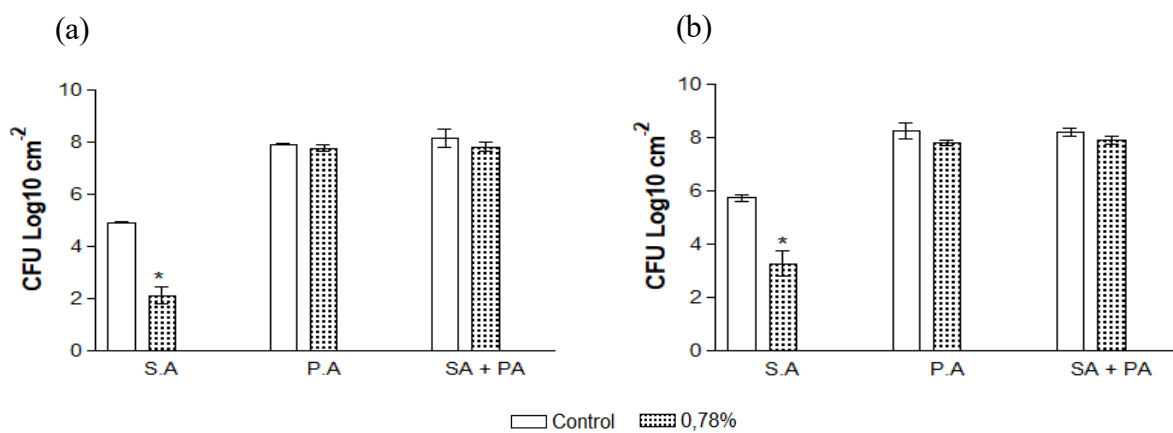 (a)
CFU Log10 cm⁻²
10
8
6
4
2
0
*
S.A
P.A
SA + PA
(b)
CFU Log10 cm⁻²
10
8
6
4
2
0
*
S.A
P.A
SA + PA
Control 0,78%